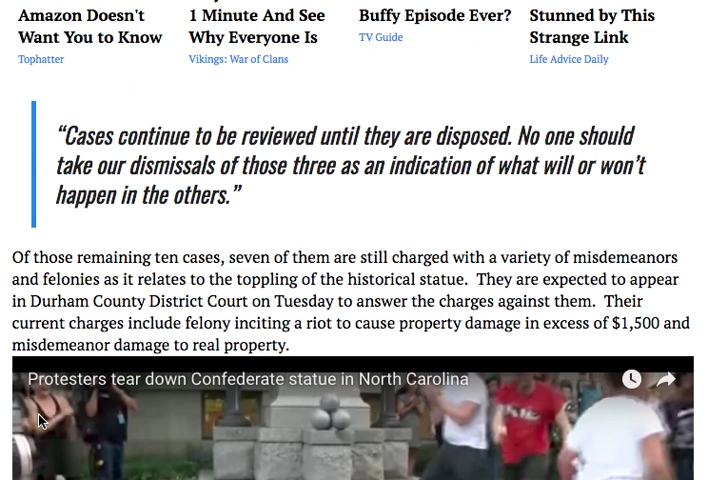 Amazon Doesn't
Want You to Know
Tophatter
1 Minute And See
Why Everyone Is
Vikings: War of Clans
Buffy Episode Ever?
TV Guide
Stunned by This
Strange Link
Life Advice Daily
“Cases continue to be reviewed until they are disposed. No one should
take our dismissals of those three as an indication of what will or won’t
happen in the others.”
Of those remaining ten cases, seven of them are still charged with a variety of misdemeanors
and felonies as it relates to the toppling of the historical statue. They are expected to appear
in Durham County District Court on Tuesday to answer the charges against them. Their
current charges include felony inciting a riot to cause property damage in excess of $1,500 and
misdemeanor damage to real property.
Protesters tear down Confederate statue in North Carolina